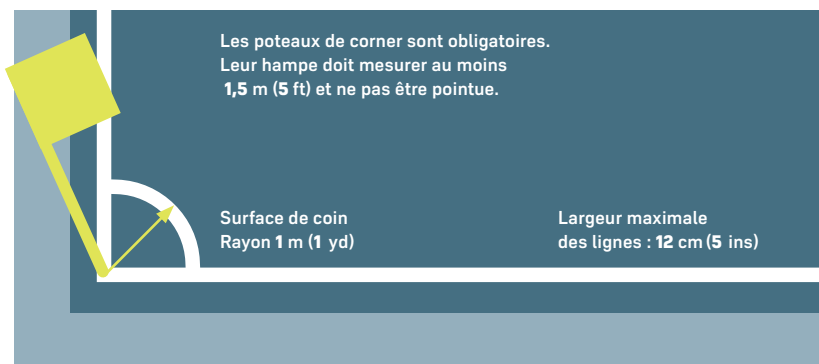 Les poteaux de corner sont obligatoires.
Leur hampe doit mesurer au moins
1,5 m (5 ft) et ne pas être pointue.
Surface de coin
Rayon 1 m (1 yd)
Largeur maximale
des lignes : 12 cm (5 ins)